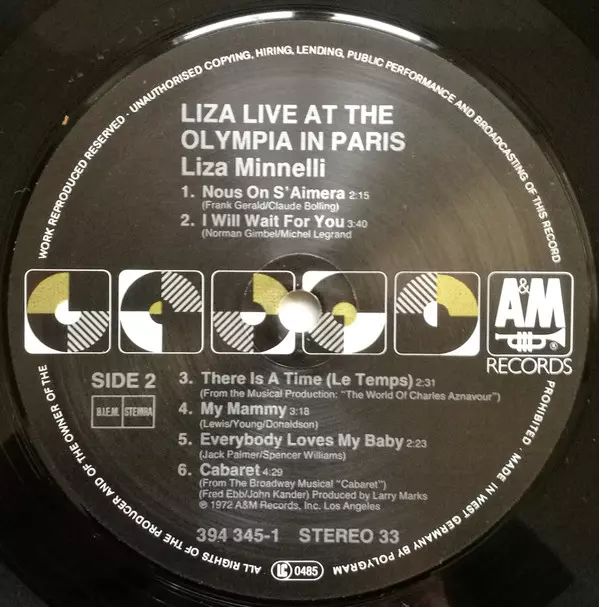 WORK REPRODUCED RESERVED · UNAUTHORISED COPYING, HIRING, LENDING, PUBLIC PERFORMANCE AND BROADCASTING OF THIS RECORD PROHIBITED · MADE IN WEST GERMANY BY POLYGRAM
ALL RIGHTS OF THE PRODUCER AND OF THE OWNER OF THE
LIZA LIVE AT THE
OLYMPIA IN PARIS
Liza Minnelli
1. Nous On S'Aimera 2:15
(Frank Gerald/Claude Bolling)
2. I Will Wait For You 3:40
(Norman Gimbel/Michel Legrand
A&M
®
RECORDS
SIDE 2
B.I.E.M. STEMRA
3. There Is A Time (Le Temps) 2:31
(From the Musical Production: "The World Of Charles Aznavour")
4. My Mammy 3:18
(Lewis/Young/Donaldson)
5. Everybody Loves My Baby 2:23
(Jack Palmer/Spencer Williams)
6. Cabaret 4:29
(From The Broadway Musical "Cabaret")
(Fred Ebb/John Kander) Produced by Larry Marks
℗ 1972 A&M Records, Inc. Los Angeles
394 345-1 STEREO 33
LC 0485